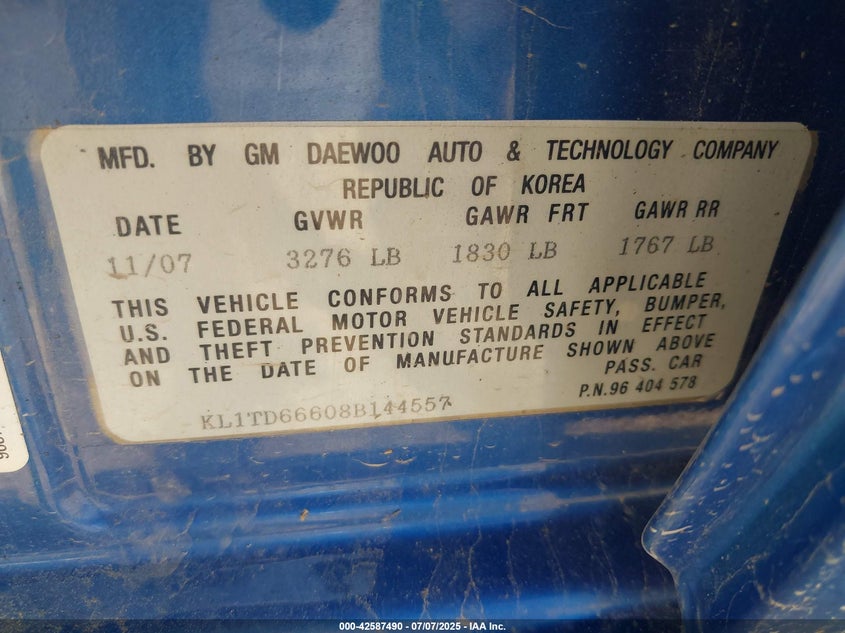 MFD. BY GM DAEWOO AUTO & TECHNOLOGY COMPANY
REPUBLIC OF KOREA
DATE GVWR GAWR FRT GAWR RR
11/07 3276 LB 1830 LB 1767 LB
THIS VEHICLE CONFORMS TO ALL APPLICABLE
U.S. FEDERAL MOTOR VEHICLE SAFETY, BUMPER,
AND THEFT PREVENTION STANDARDS IN EFFECT
ON THE DATE OF MANUFACTURE SHOWN ABOVE
PASS. CAR
KL1TD66608B144557
P.N.96 404 578
000-42587490 - 07/07/2025 - IAA Inc.